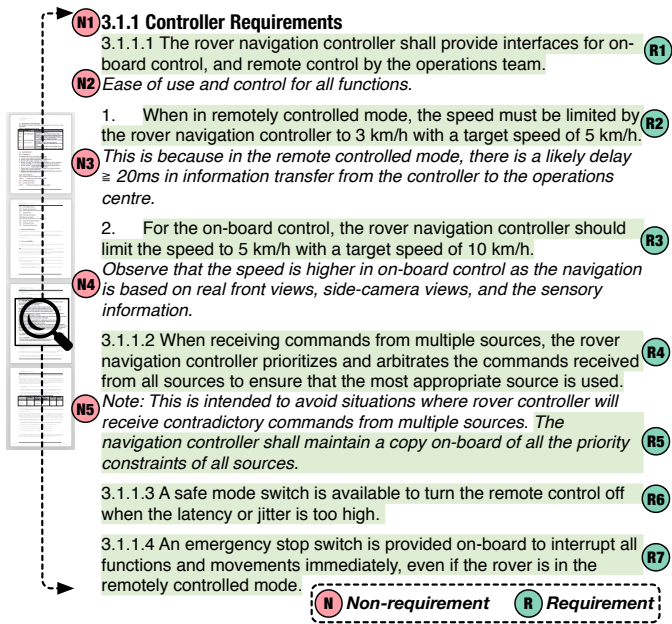 N1 3.1.1 Controller Requirements
3.1.1.1 The rover navigation controller shall provide interfaces for on-
board control, and remote control by the operations team. R1
N2 Ease of use and control for all functions.
1. When in remotely controlled mode, the speed must be limited by
the rover navigation controller to 3 km/h with a target speed of 5 km/h. R2
N3 This is because in the remote controlled mode, there is a likely delay
≧ 20ms in information transfer from the controller to the operations
centre.
2. For the on-board control, the rover navigation controller should
limit the speed to 5 km/h with a target speed of 10 km/h. R3
N4 Observe that the speed is higher in on-board control as the navigation
is based on real front views, side-camera views, and the sensory
information.
3.1.1.2 When receiving commands from multiple sources, the rover
navigation controller prioritizes and arbitrates the commands received R4
from all sources to ensure that the most appropriate source is used.
N5 Note: This is intended to avoid situations where rover controller will
receive contradictory commands from multiple sources. The
navigation controller shall maintain a copy on-board of all the priority R5
constraints of all sources.
3.1.1.3 A safe mode switch is available to turn the remote control off R6
when the latency or jitter is too high.
3.1.1.4 An emergency stop switch is provided on-board to interrupt all
functions and movements immediately, even if the rover is in the R7
remotely controlled mode.
N Non-requirement R Requirement